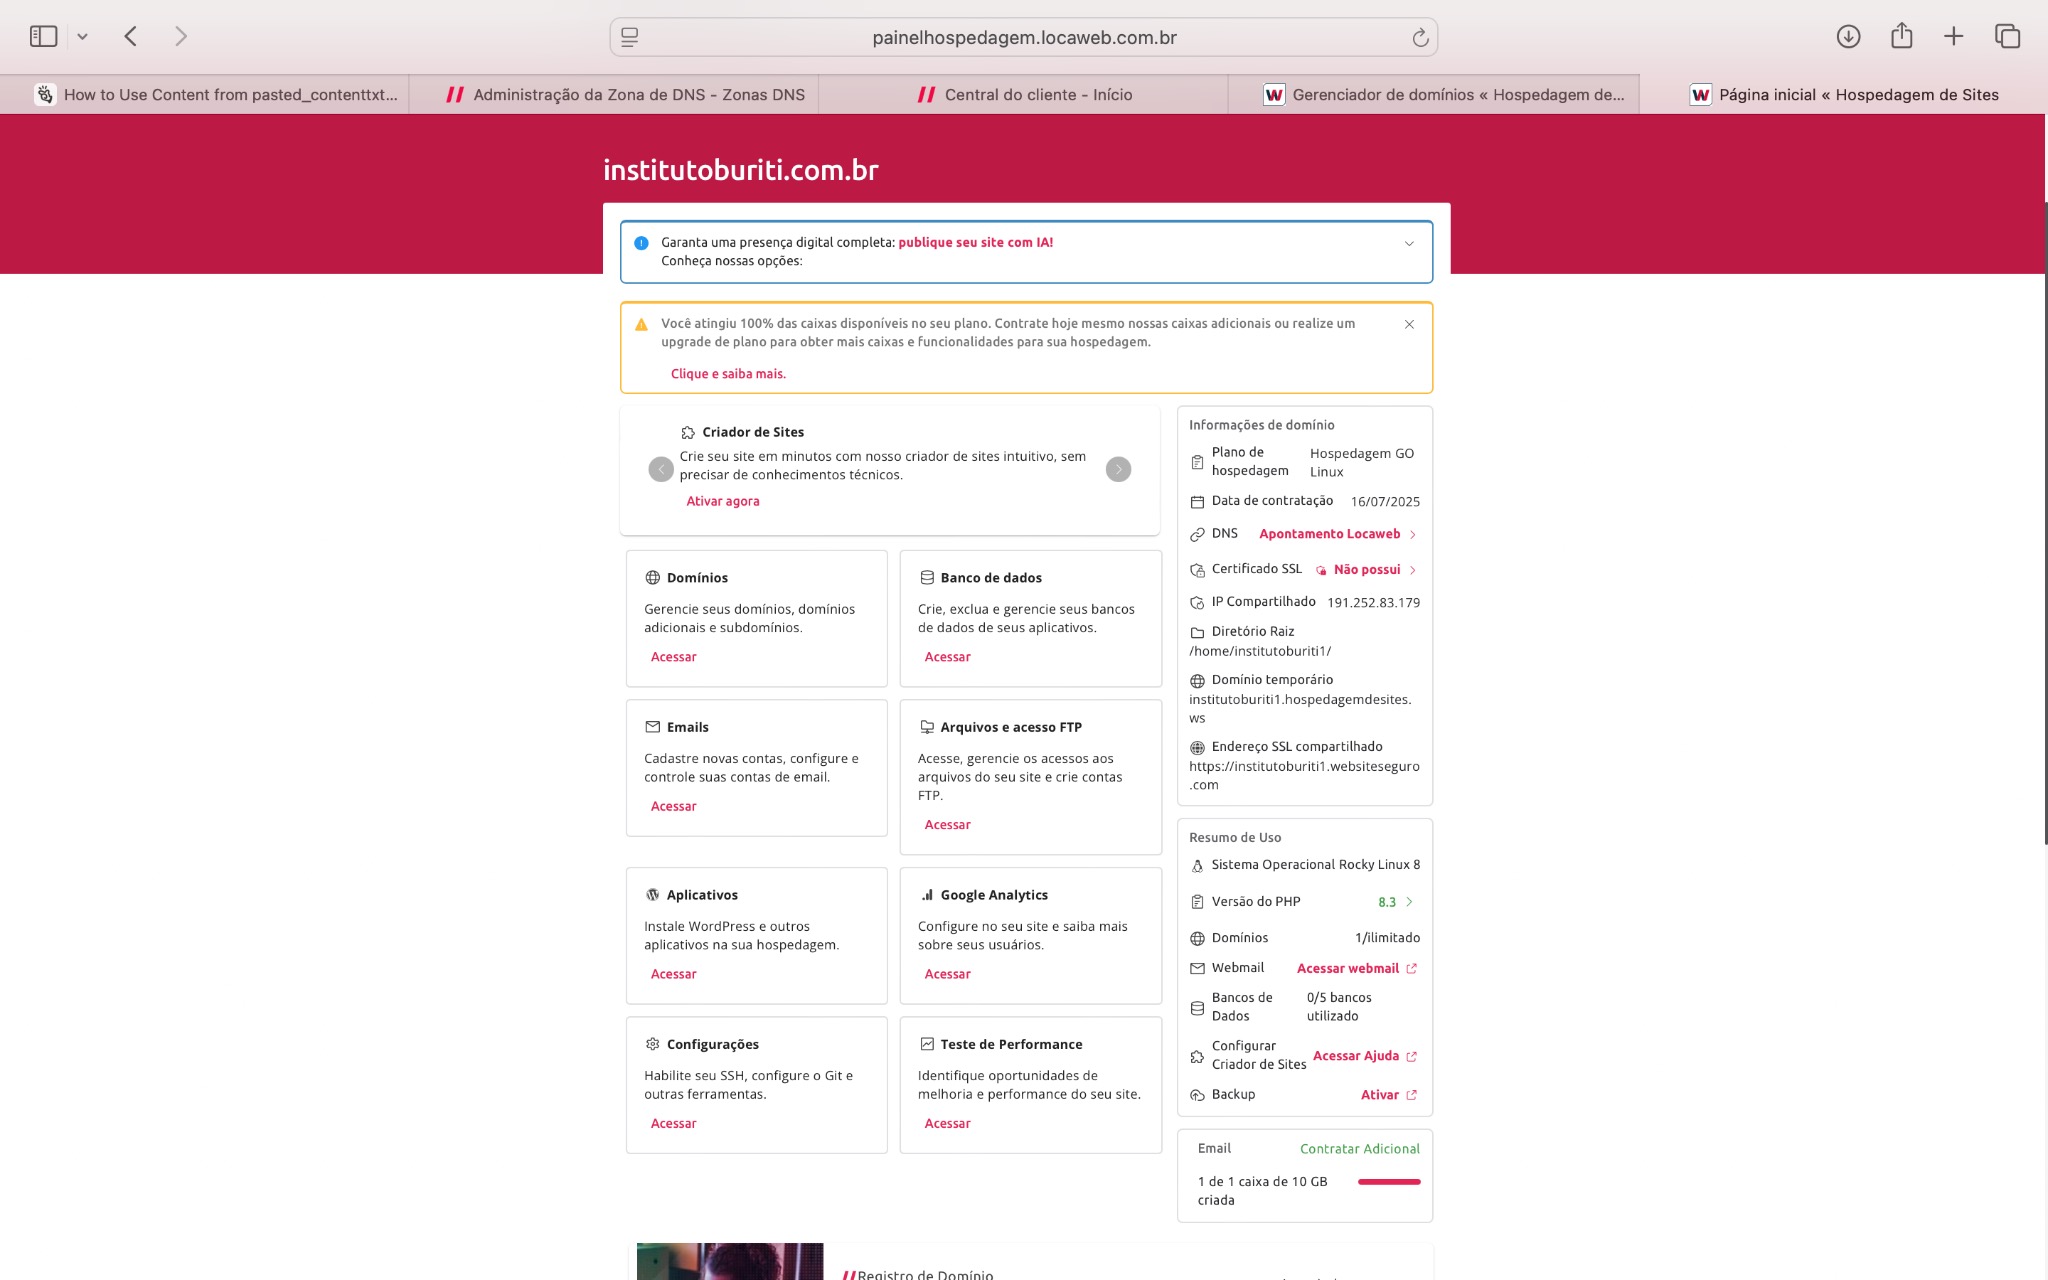 painelhospedagem.locaweb.com.br
How to Use Content from pasted_contenttxt...
Administração da Zona de DNS - Zonas DNS
Central do cliente - Início
Gerenciador de domínios « Hospedagem de...
Página inicial « Hospedagem de Sites
institutoburiti.com.br
Garanta uma presença digital completa: publique seu site com IA!
Conheça nossas opções:
Você atingiu 100% das caixas disponíveis no seu plano. Contrate hoje mesmo nossas caixas adicionais ou realize um
upgrade de plano para obter mais caixas e funcionalidades para sua hospedagem.
Clique e saiba mais.
Criador de Sites
Crie seu site em minutos com nosso criador de sites intuitivo, sem
precisar de conhecimentos técnicos.
Ativar agora
Domínios
Gerencie seus domínios, domínios
adicionais e subdomínios.
Acessar
Banco de dados
Crie, exclua e gerencie seus bancos
de dados de seus aplicativos.
Acessar
Emails
Cadastre novas contas, configure e
controle suas contas de email.
Acessar
Arquivos e acesso FTP
Acesse, gerencie os acessos aos
arquivos do seu site e crie contas
FTP.
Acessar
Aplicativos
Instale WordPress e outros
aplicativos na sua hospedagem.
Acessar
Google Analytics
Configure no seu site e saiba mais
sobre seus usuários.
Acessar
Configurações
Habilite seu SSH, configure o Git e
outras ferramentas.
Acessar
Teste de Performance
Identifique oportunidades de
melhoria e performance do seu site.
Acessar
Informações de domínio
Plano de
hospedagem
Hospedagem GO
Linux
Data de contratação 16/07/2025
DNS Apontamento Locaweb
Certificado SSL Não possui
IP Compartilhado 191.252.83.179
Diretório Raiz
/home/institutoburiti1/
Domínio temporário
institutoburiti1.hospedagemdesites.
ws
Endereço SSL compartilhado
https://institutoburiti1.websiteseguro
.com
Resumo de Uso
Sistema Operacional Rocky Linux 8
Versão do PHP 8.3
Domínios 1/ilimitado
Webmail Acessar webmail
Bancos de
Dados
0/5 bancos
utilizado
Configurar
Criador de Sites
Acessar Ajuda
Backup Ativar
Email Contratar Adicional
1 de 1 caixa de 10 GB
criada
Registro de Domínio